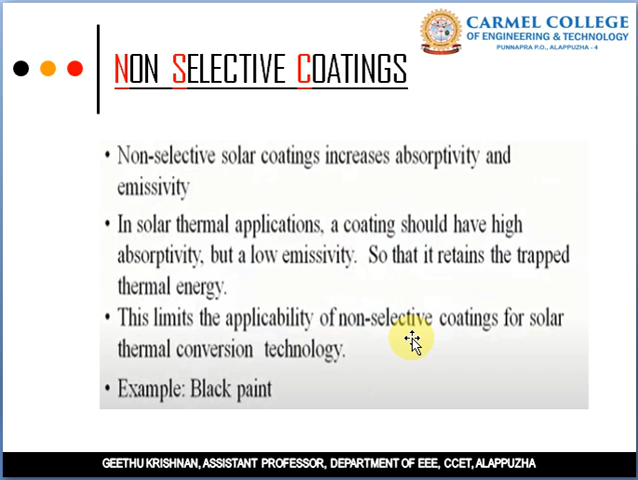 CARMEL COLLEGE
OF ENGINEERING & TECHNOLOGY
PUNNAPRA P.O., ALAPPUZHA - 4
NON SELECTIVE COATINGS
• Non-selective solar coatings increases absorptivity and
emissivity
• In solar thermal applications, a coating should have high
absorptivity, but a low emissivity. So that it retains the trapped
thermal energy.
• This limits the applicability of non-selective coatings for solar
thermal conversion technology.
• Example: Black paint
GEETHU KRISHNAN, ASSISTANT PROFESSOR, DEPARTMENT OF EEE, CCET, ALAPPUZHA